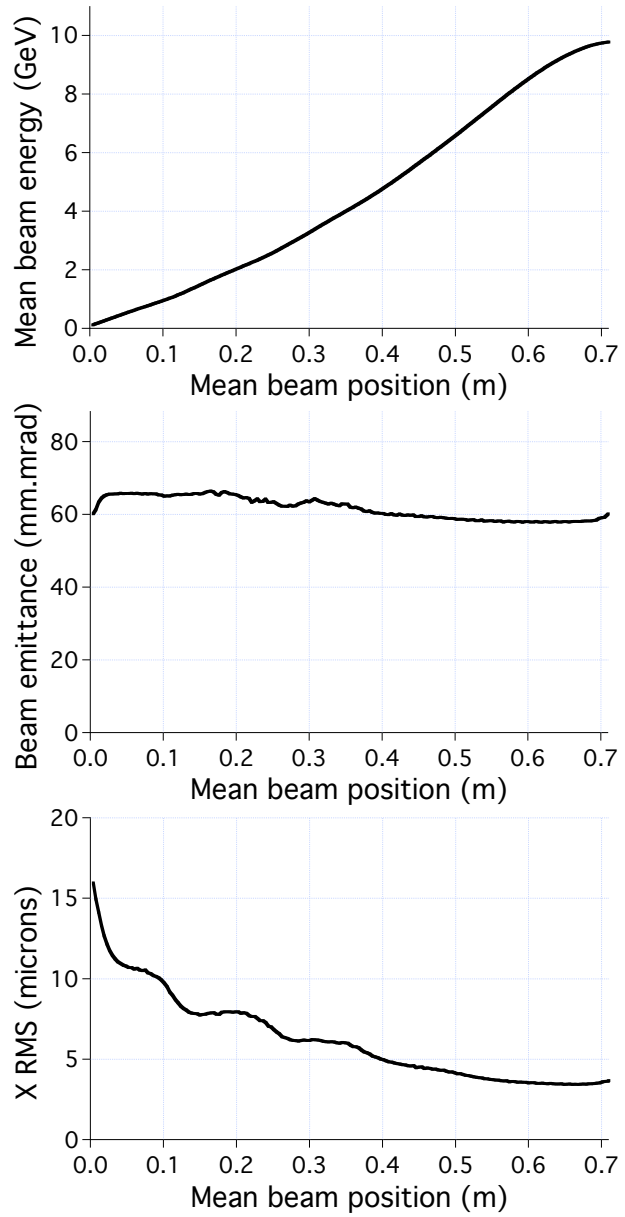 Mean beam energy (GeV)
10
8
6
4
2
0
0.0 0.1 0.2 0.3 0.4 0.5 0.6 0.7
Mean beam position (m)
Beam emittance (mm.mrad)
80
60
40
20
0
0.0 0.1 0.2 0.3 0.4 0.5 0.6 0.7
Mean beam position (m)
X RMS (microns)
20
15
10
5
0
0.0 0.1 0.2 0.3 0.4 0.5 0.6 0.7
Mean beam position (m)